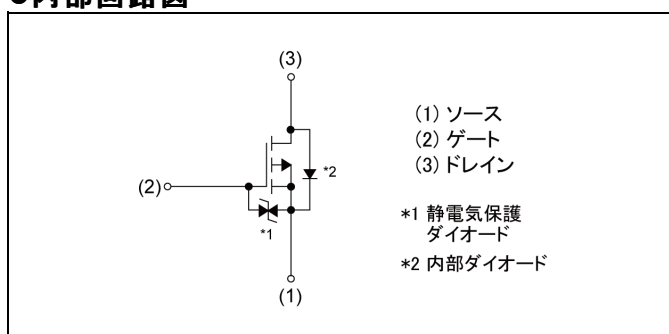 ●内部回路図
(3)
(2)
*2
*1
(1)
(1) ソース
(2) ゲート
(3) ドレイン
*1 静電気保護
ダイオード
*2 内部ダイオード